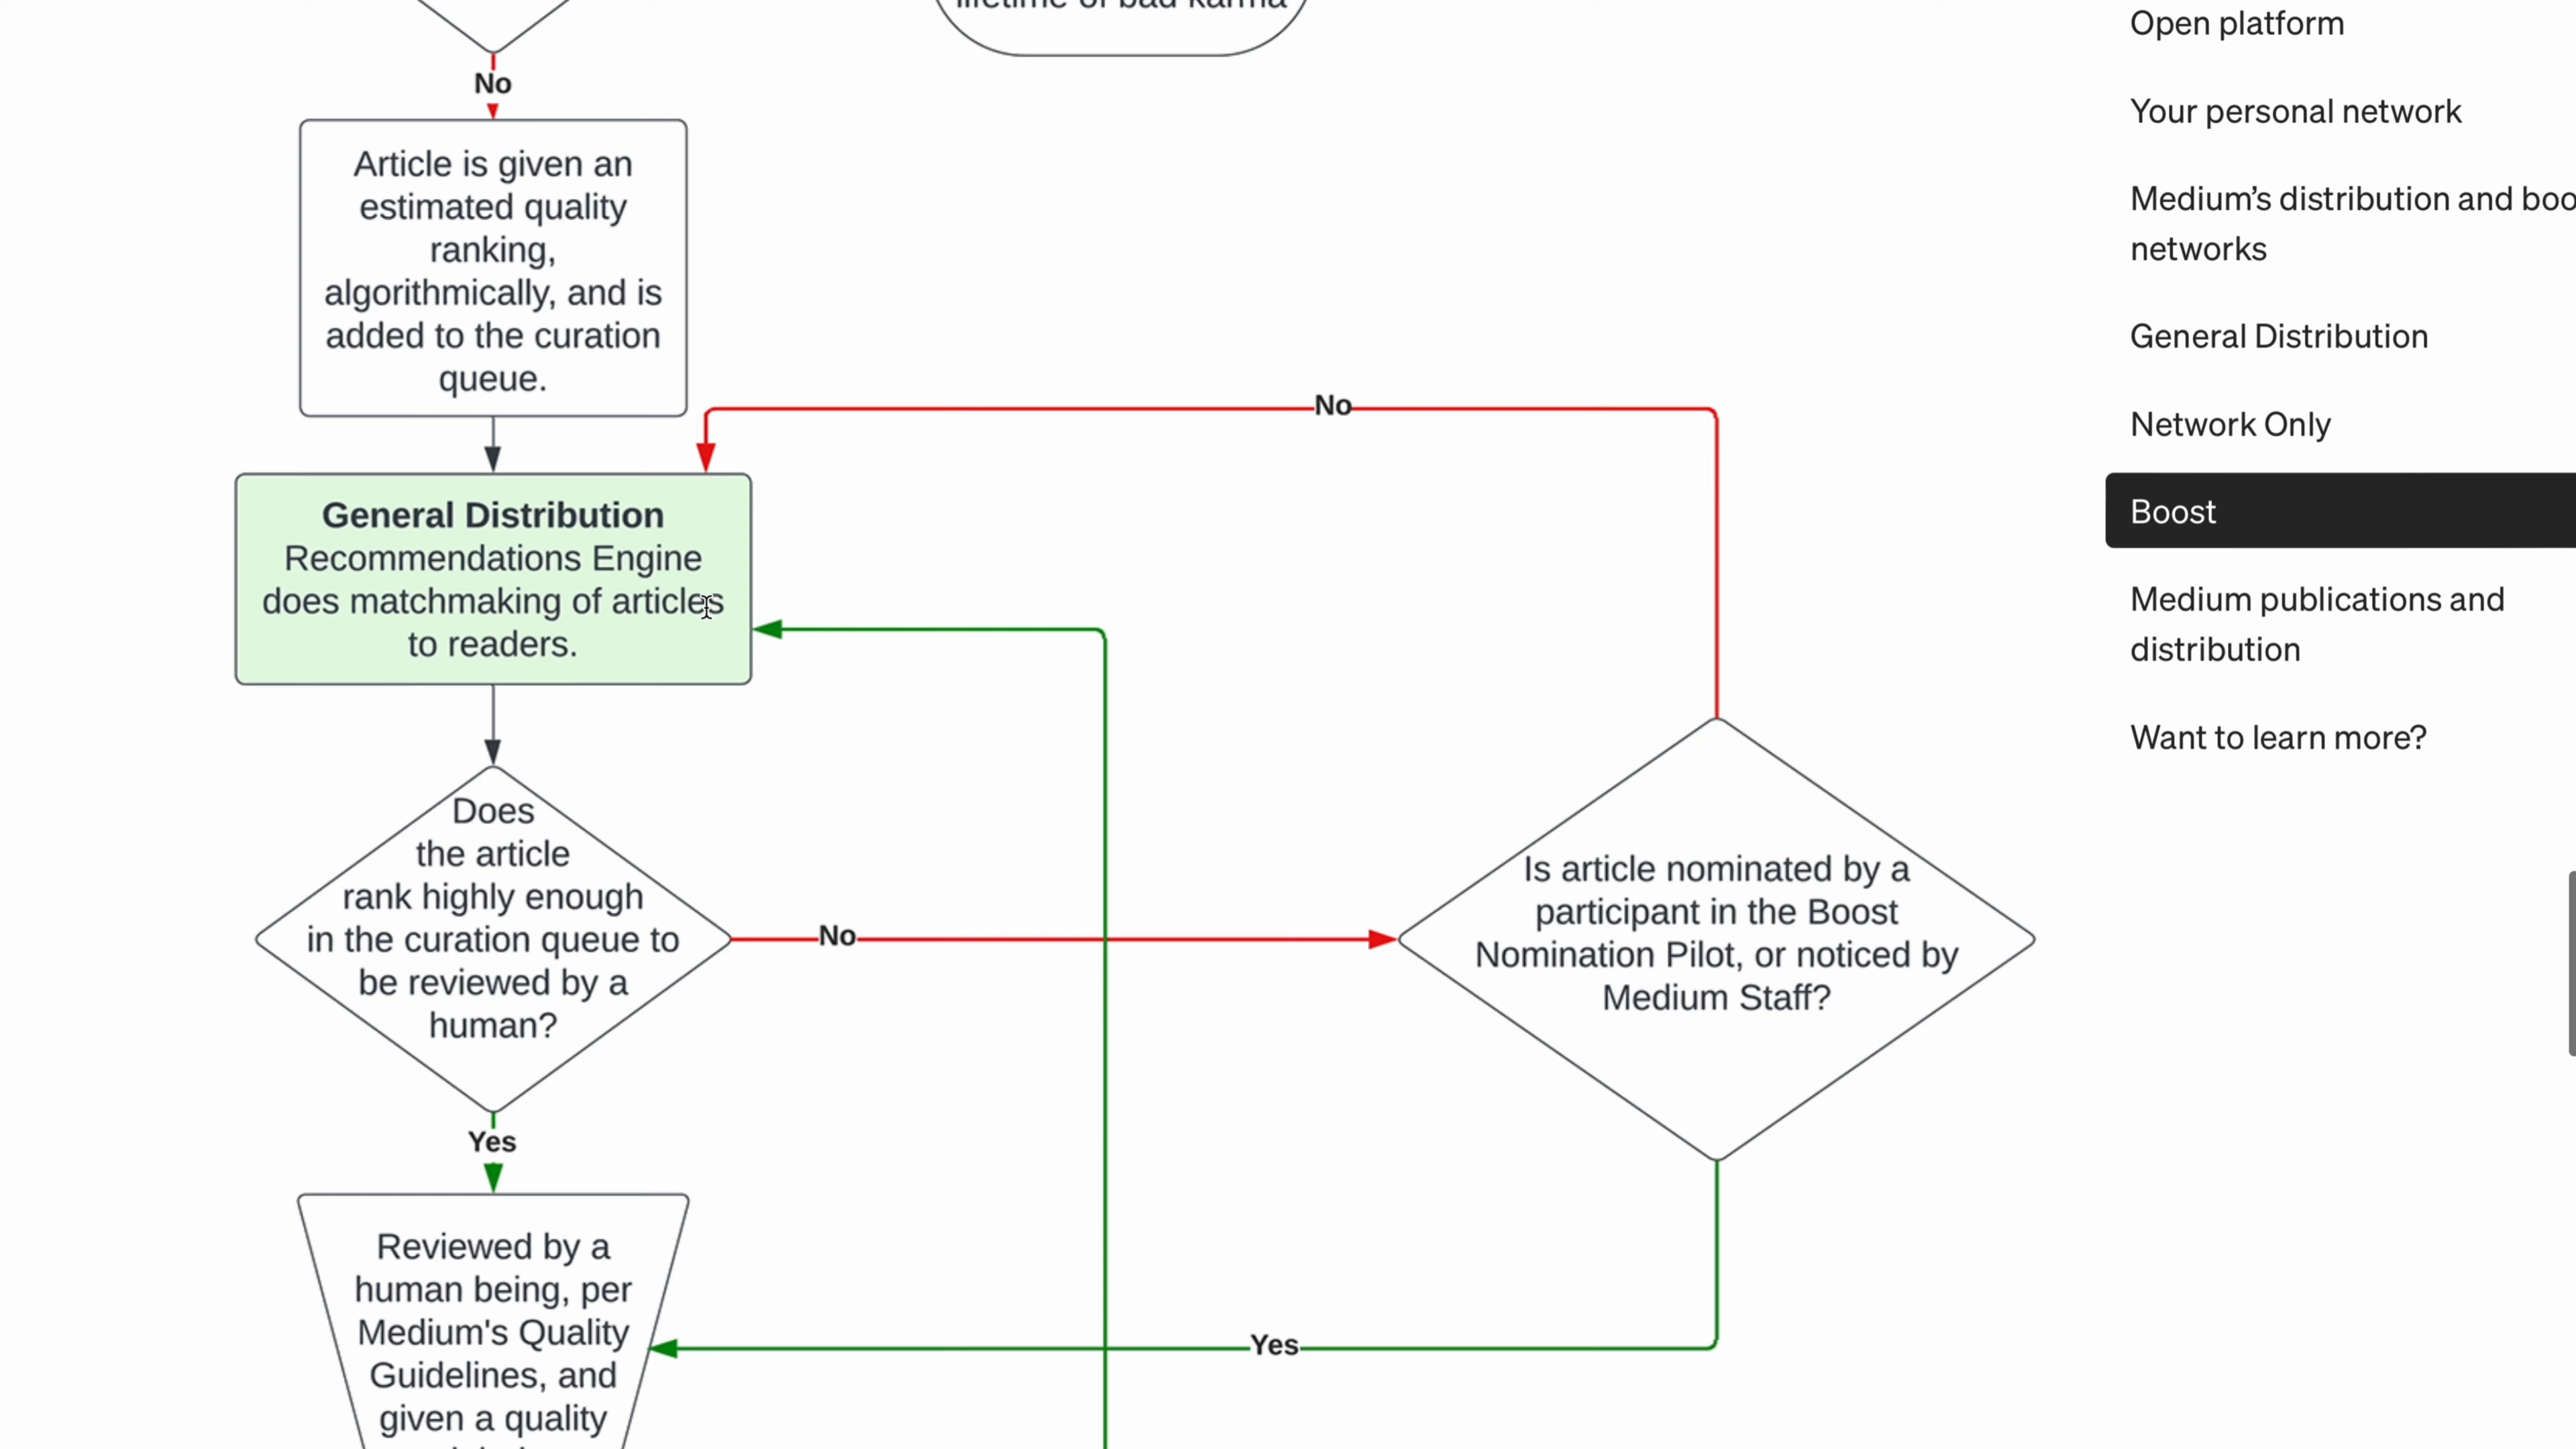 lifetime of bad karma
No
Article is given an
estimated quality
ranking,
algorithmically, and is
added to the curation
queue.
No
General Distribution
Recommendations Engine
does matchmaking of articles
to readers.
Does
the article
rank highly enough
in the curation queue to
be reviewed by a
human?
No
Is article nominated by a
participant in the Boost
Nomination Pilot, or noticed by
Medium Staff?
Yes
Reviewed by a
human being, per
Medium's Quality
Guidelines, and
given a quality
Yes
Open platform
Your personal network
Medium’s distribution and boo
networks
General Distribution
Network Only
Boost
Medium publications and
distribution
Want to learn more?